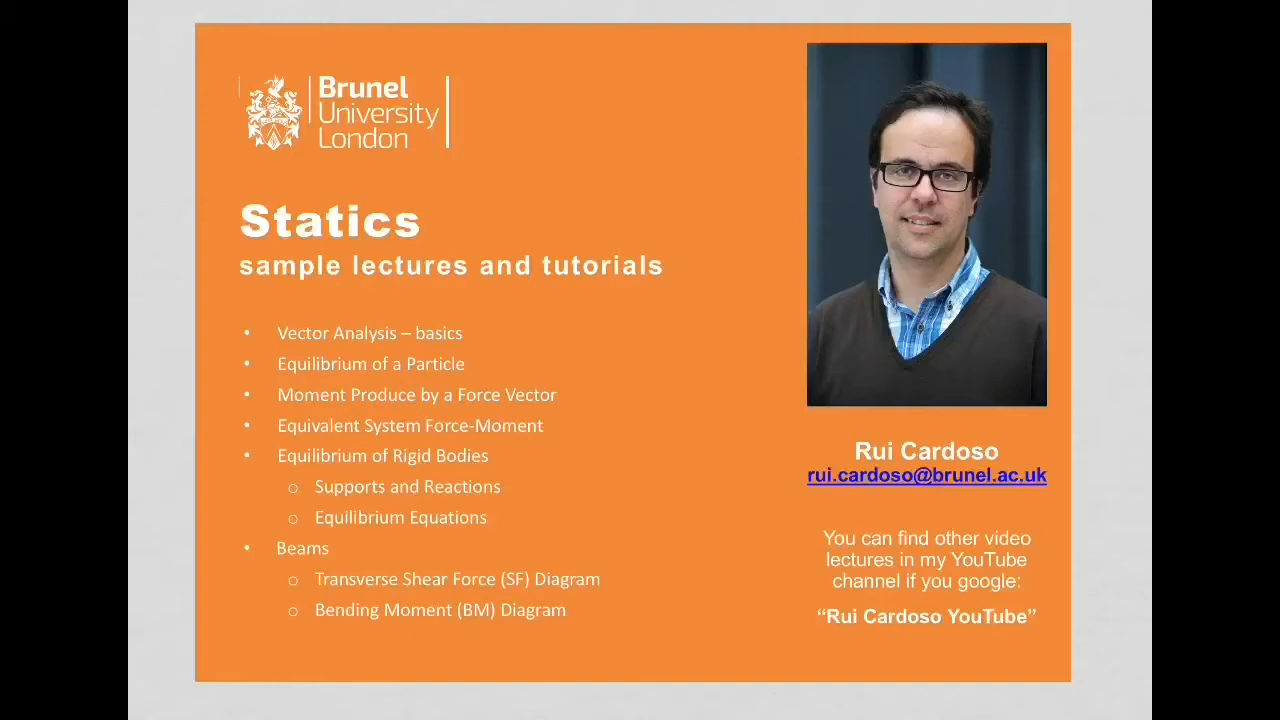 Brunel
University
London
Statics
sample lectures and tutorials
• Vector Analysis – basics
• Equilibrium of a Particle
• Moment Produce by a Force Vector
• Equivalent System Force-Moment
• Equilibrium of Rigid Bodies
o Supports and Reactions
o Equilibrium Equations
• Beams
o Transverse Shear Force (SF) Diagram
o Bending Moment (BM) Diagram
Rui Cardoso
rui.cardoso@brunel.ac.uk
You can find other video
lectures in my YouTube
channel if you google:
“Rui Cardoso YouTube”